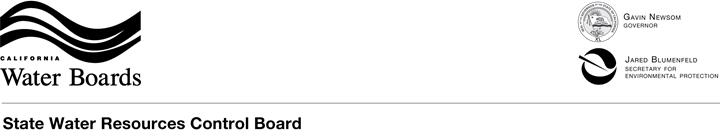 CALIFORNIA
Water Boards
GAVIN NEWSOM
GOVERNOR
JARED BLUMENFELD
SECRETARY FOR
ENVIRONMENTAL PROTECTION
State Water Resources Control Board